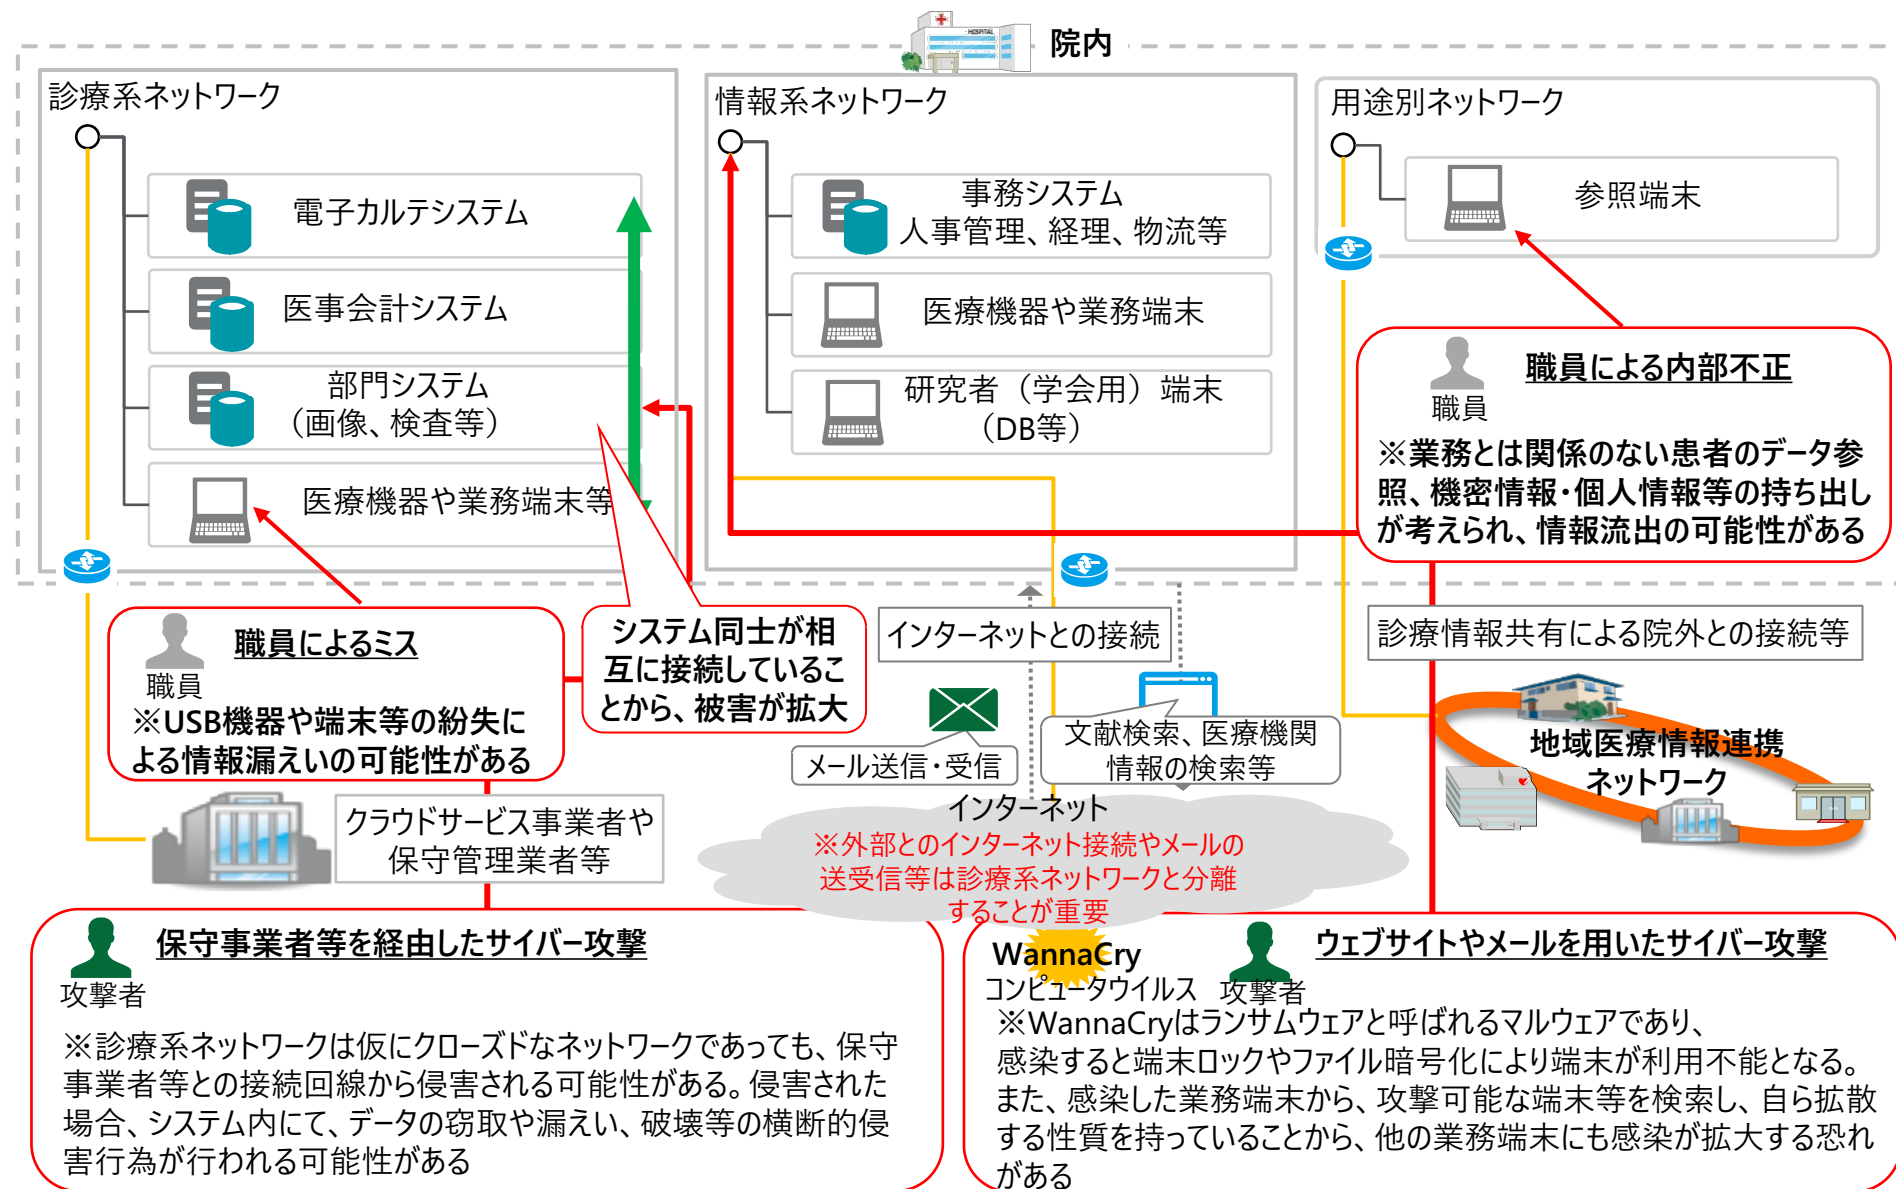 HOSPITAL
院内
診療系ネットワーク
電子カルテシステム
医事会計システム
部門システム
（画像、検査等）
医療機器や業務端末等
情報系ネットワーク
事務システム
人事管理、経理、物流等
医療機器や業務端末
研究者（学会用）端末
（DB等）
用途別ネットワーク
参照端末
職員による内部不正
職員
※業務とは関係のない患者のデータ参
照、機密情報・個人情報等の持ち出し
が考えられ、情報流出の可能性がある
職員によるミス
職員
※USB機器や端末等の紛失に
よる情報漏えいの可能性がある
システム同士が相
互に接続しているこ
とから、被害が拡大
インターネットとの接続
診療情報共有による院外との接続等
メール送信・受信
文献検索、医療機関
情報の検索等
地域医療情報連携
ネットワーク
クラウドサービス事業者や
保守管理業者等
インターネット
※外部とのインターネット接続やメールの
送受信等は診療系ネットワークと分離
することが重要
保守事業者等を経由したサイバー攻撃
攻撃者
※診療系ネットワークは仮にクローズドなネットワークであっても、保守
事業者等との接続回線から侵害される可能性がある。侵害された
場合、システム内にて、データの窃取や漏えい、破壊等の横断的侵
害行為が行われる可能性がある
WannaCry
コンピュータウイルス
攻撃者
ウェブサイトやメールを用いたサイバー攻撃
※WannaCryはランサムウェアと呼ばれるマルウェアであり、
感染すると端末ロックやファイル暗号化により端末が利用不能となる。
また、感染した業務端末から、攻撃可能な端末等を検索し、自ら拡散
する性質を持っていることから、他の業務端末にも感染が拡大する恐れ
がある